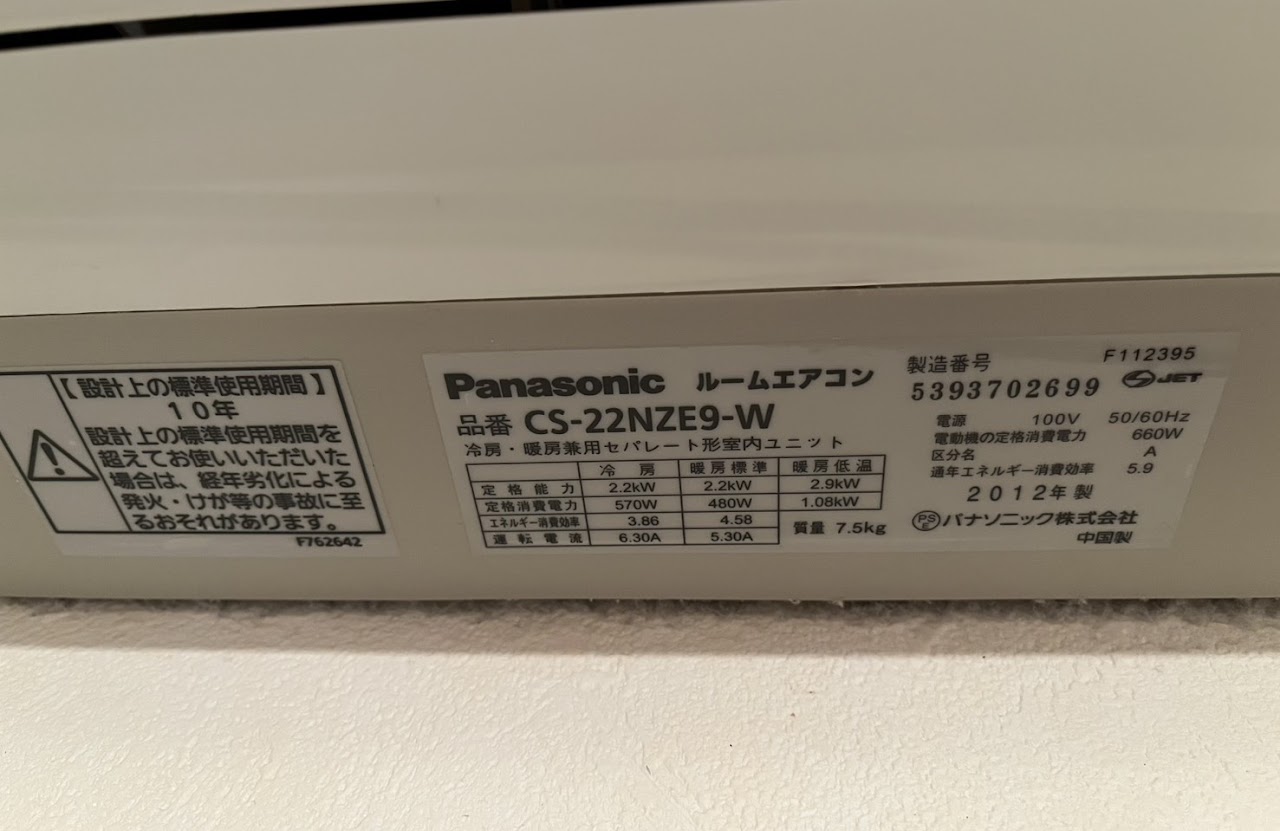 【設計上の標準使用期間】
10年
設計上の標準使用期間を
超えてお使いいただいた
場合は、経年劣化による
発火・けが等の事故に至
るおそれがあります。
F762642
Panasonic ルームエアコン
品番 CS-22NZE9-W
冷房・暖房兼用セパレート形室内ユニット
冷房 暖房標準 暖房低温
定格能力 2.2kW 2.2kW 2.9kW
定格消費電力 570W 480W 1.08kW
エネルギー消費効率 3.86 4.58
運転電流 6.30A 5.30A
質量 7.5kg
製造番号 F112395
5393702699 JET
電源 100V 50/60Hz
電動機の定格消費電力 660W
区分名 A
通年エネルギー消費効率 5.9
2012年製
PSE パナソニック株式会社
中国製